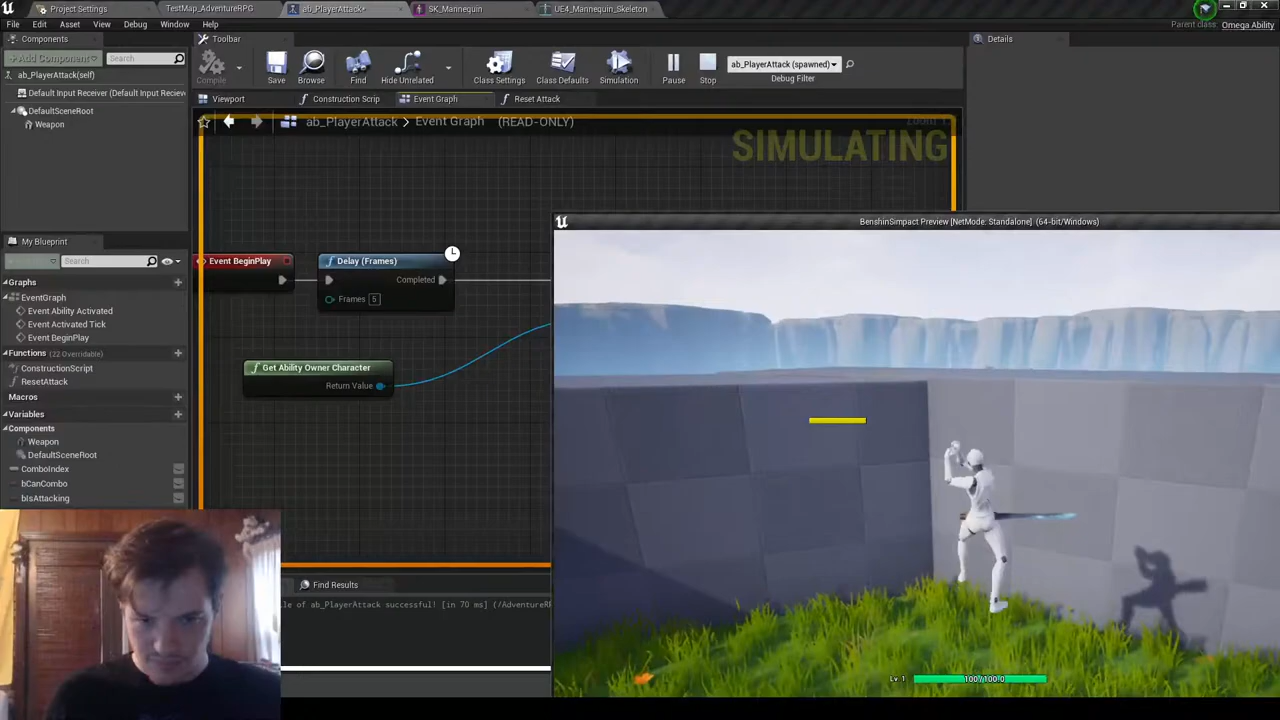 Project Settings
TestMap_AdventureRPG
ab_PlayerAttack*
SK_Mannequin
UE4_Mannequin_Skeleton
File Edit Asset View Debug Window Help
Parent class: Omega Ability
Components
Toolbar
Details
+Add Component
Search
ab_PlayerAttack(self)
Default Input Receiver (Default Input Recieve
DefaultSceneRoot
Weapon
Compile
Save
Browse
Find
Hide Unrelated
Class Settings
Class Defaults
Simulation
Pause
Stop
ab_PlayerAttack (spawned)
Debug Filter
Viewport
Construction Scrip
Event Graph
Reset Attack
ab_PlayerAttack > Event Graph (READ-ONLY)
SIMULATING
My Blueprint
Search
Graphs
EventGraph
Event Ability Activated
Event Activated Tick
Event BeginPlay
Functions (22 Overridable)
ConstructionScript
ResetAttack
Macros
Variables
Components
Weapon
DefaultSceneRoot
ComboIndex
bCanCombo
bIsAttacking
Event BeginPlay
Delay (Frames)
Completed
Frames 5
Get Ability Owner Character
Return Value
BenshinSimpact Preview [NetMode: Standalone] (64-bit/Windows)
Lv 1
100/100.0
Find Results
le of ab_PlayerAttack successful! [in 70 ms] (/AdventureRP